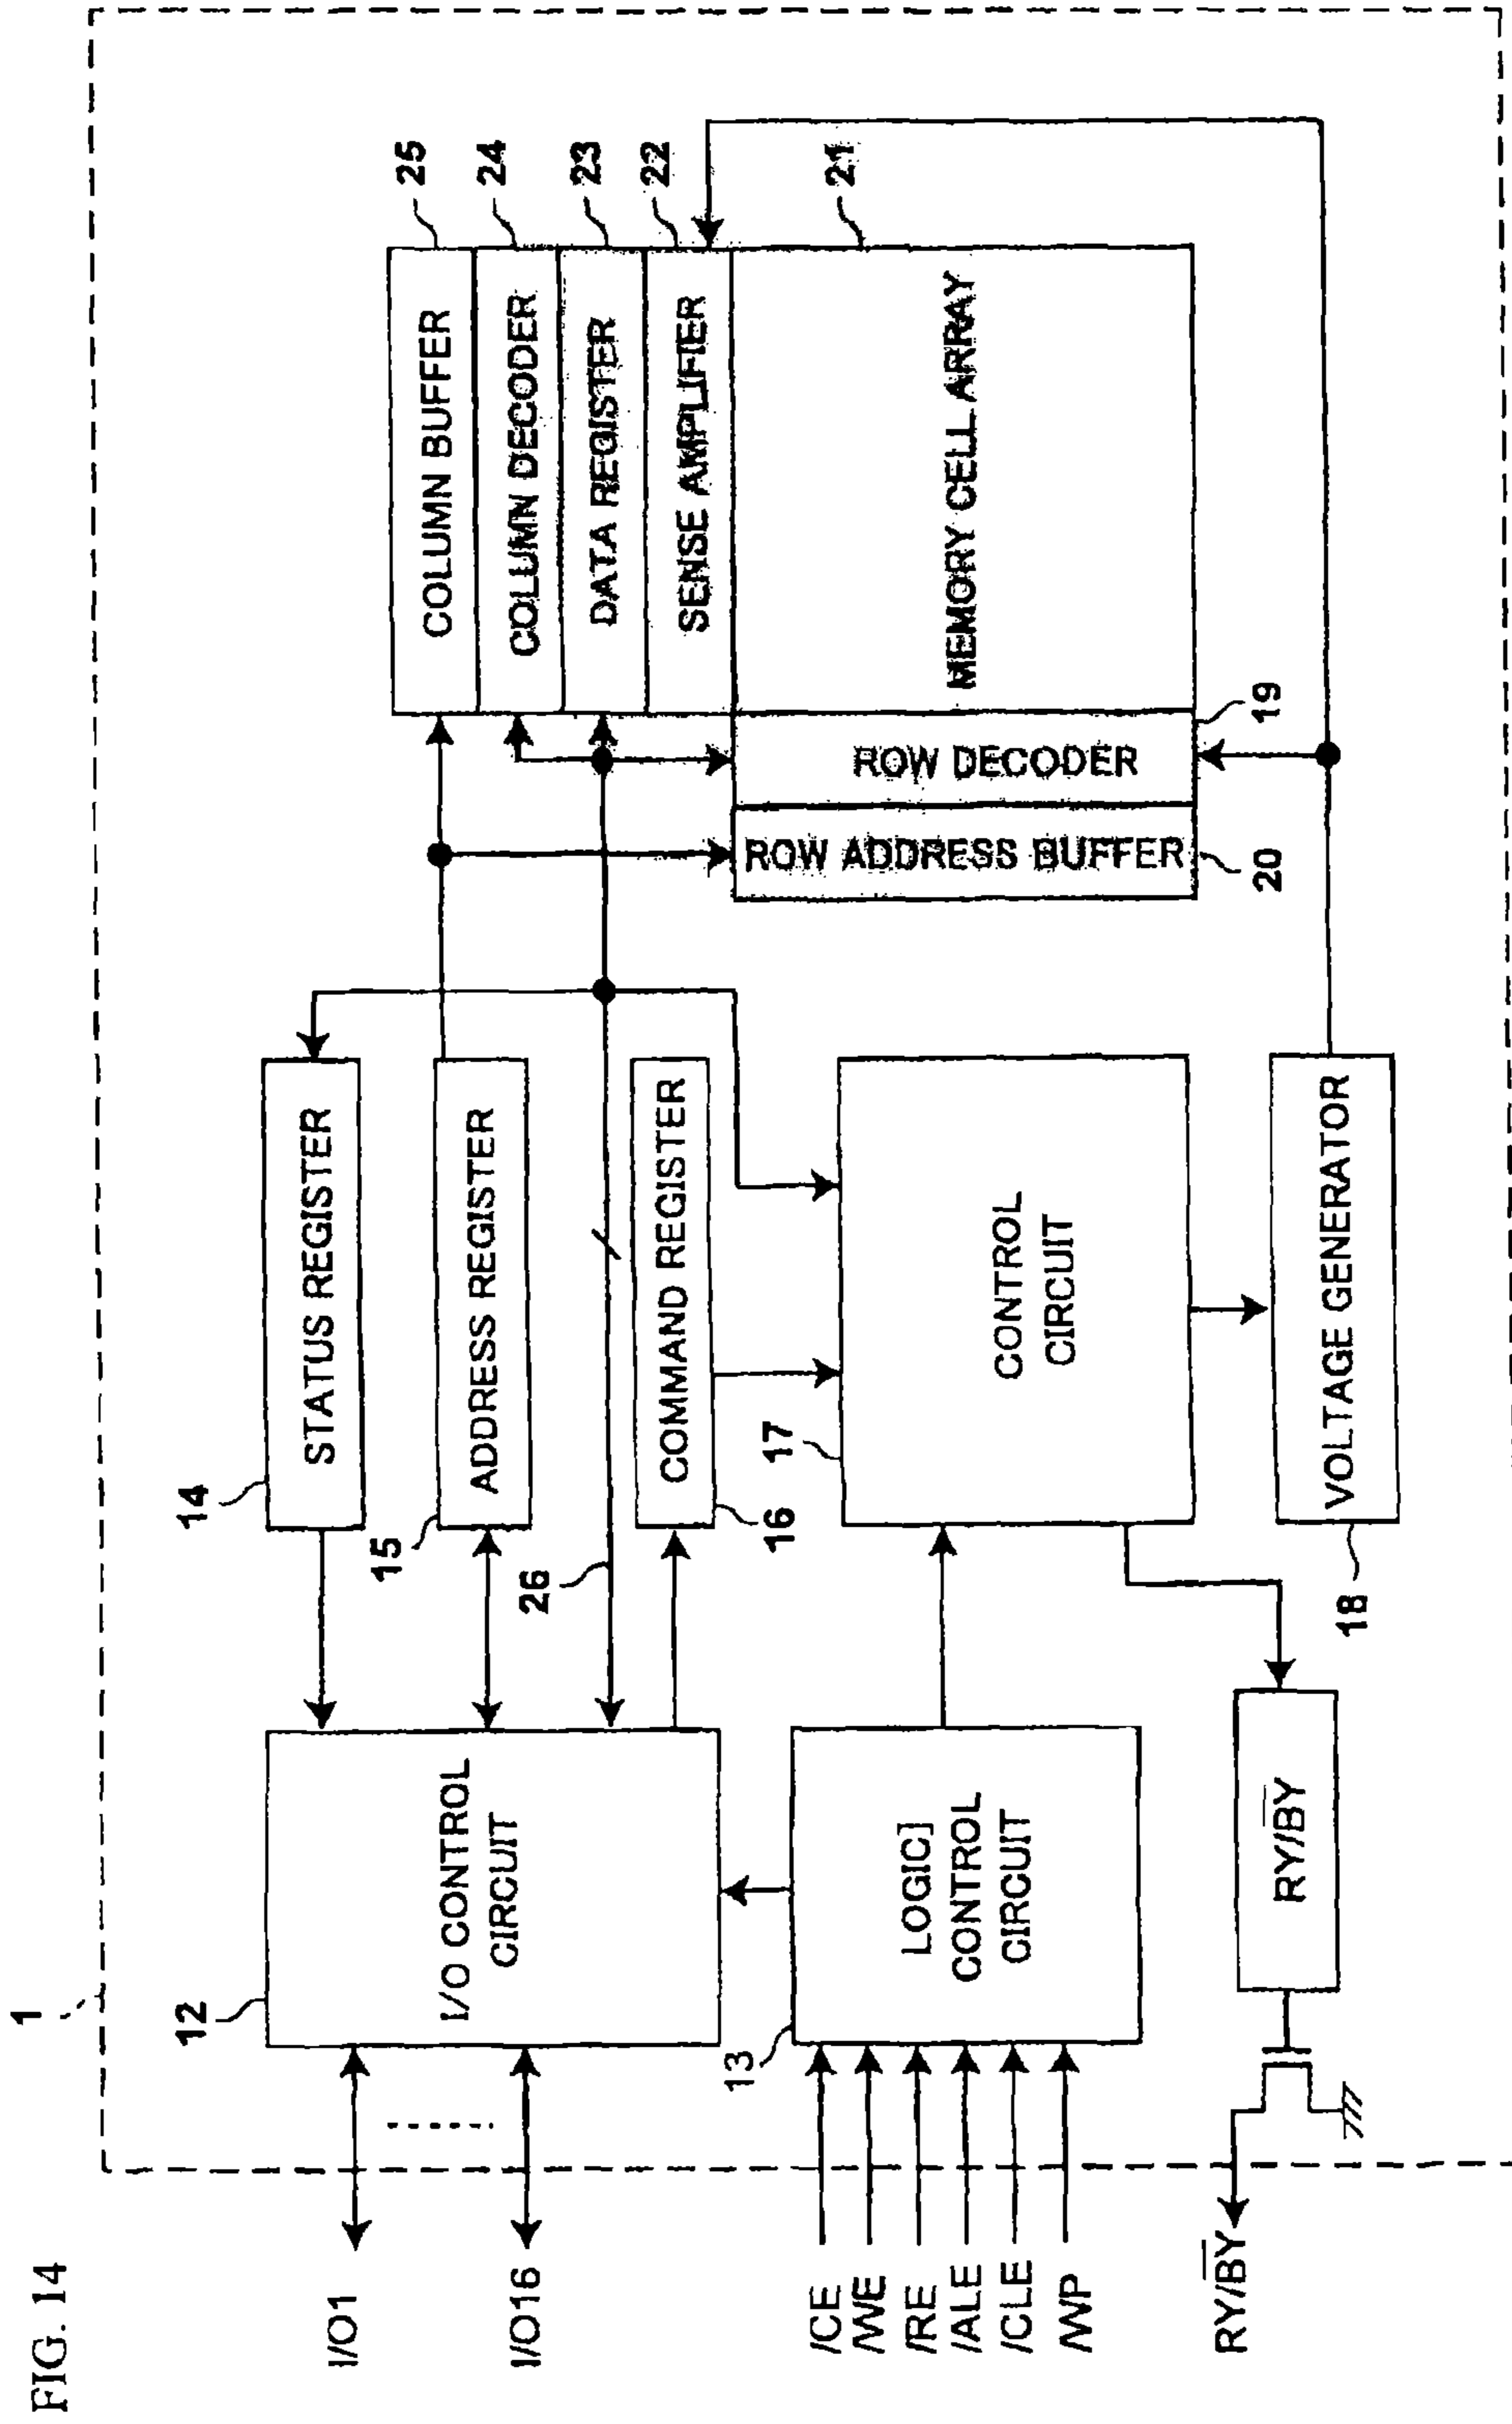 FIG. 14
1
I/O1
I/O16
/CE
/WE
/RE
/ALE
/CLE
/WP
RY/BY
12
I/O CONTROL
CIRCUIT
13
LOGIC]
CONTROL
CIRCUIT
RY/BY
14
STATUS REGISTER
15
ADDRESS REGISTER
26
16
COMMAND REGISTER
17
CONTROL
CIRCUIT
18
VOLTAGE GENERATOR
25
COLUMN BUFFER
24
COLUMN DECODER
23
DATA REGISTER
22
SENSE AMPLIFIER
21
MEMORY CELL ARRAY
19
ROW DECODER
20
ROW ADDRESS BUFFER